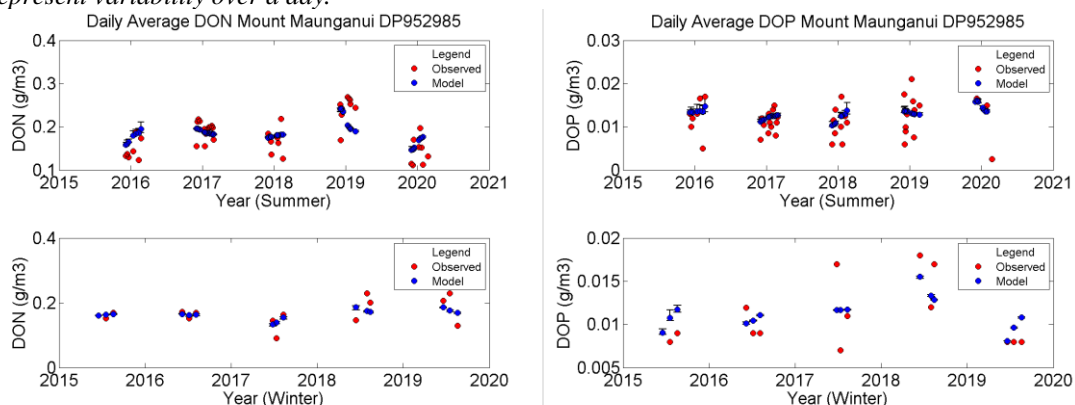 represent variability over a day.
Daily Average DON Mount Maunganui DP952985
0.4
0.3
0.2
0.1
DON (g/m3)
Legend
Observed
Model
2015 2016 2017 2018 2019 2020 2021
Year (Summer)
Daily Average DOP Mount Maunganui DP952985
0.03
0.02
0.01
0
DOP (g/m3)
Legend
Observed
Model
2015 2016 2017 2018 2019 2020 2021
Year (Summer)
0.4
0.2
0
DON (g/m3)
Legend
Observed
Model
2015 2016 2017 2018 2019 2020
Year (Winter)
0.02
0.015
0.01
0.005
DOP (g/m3)
Legend
Observed
Model
2015 2016 2017 2018 2019 2020
Year (Winter)